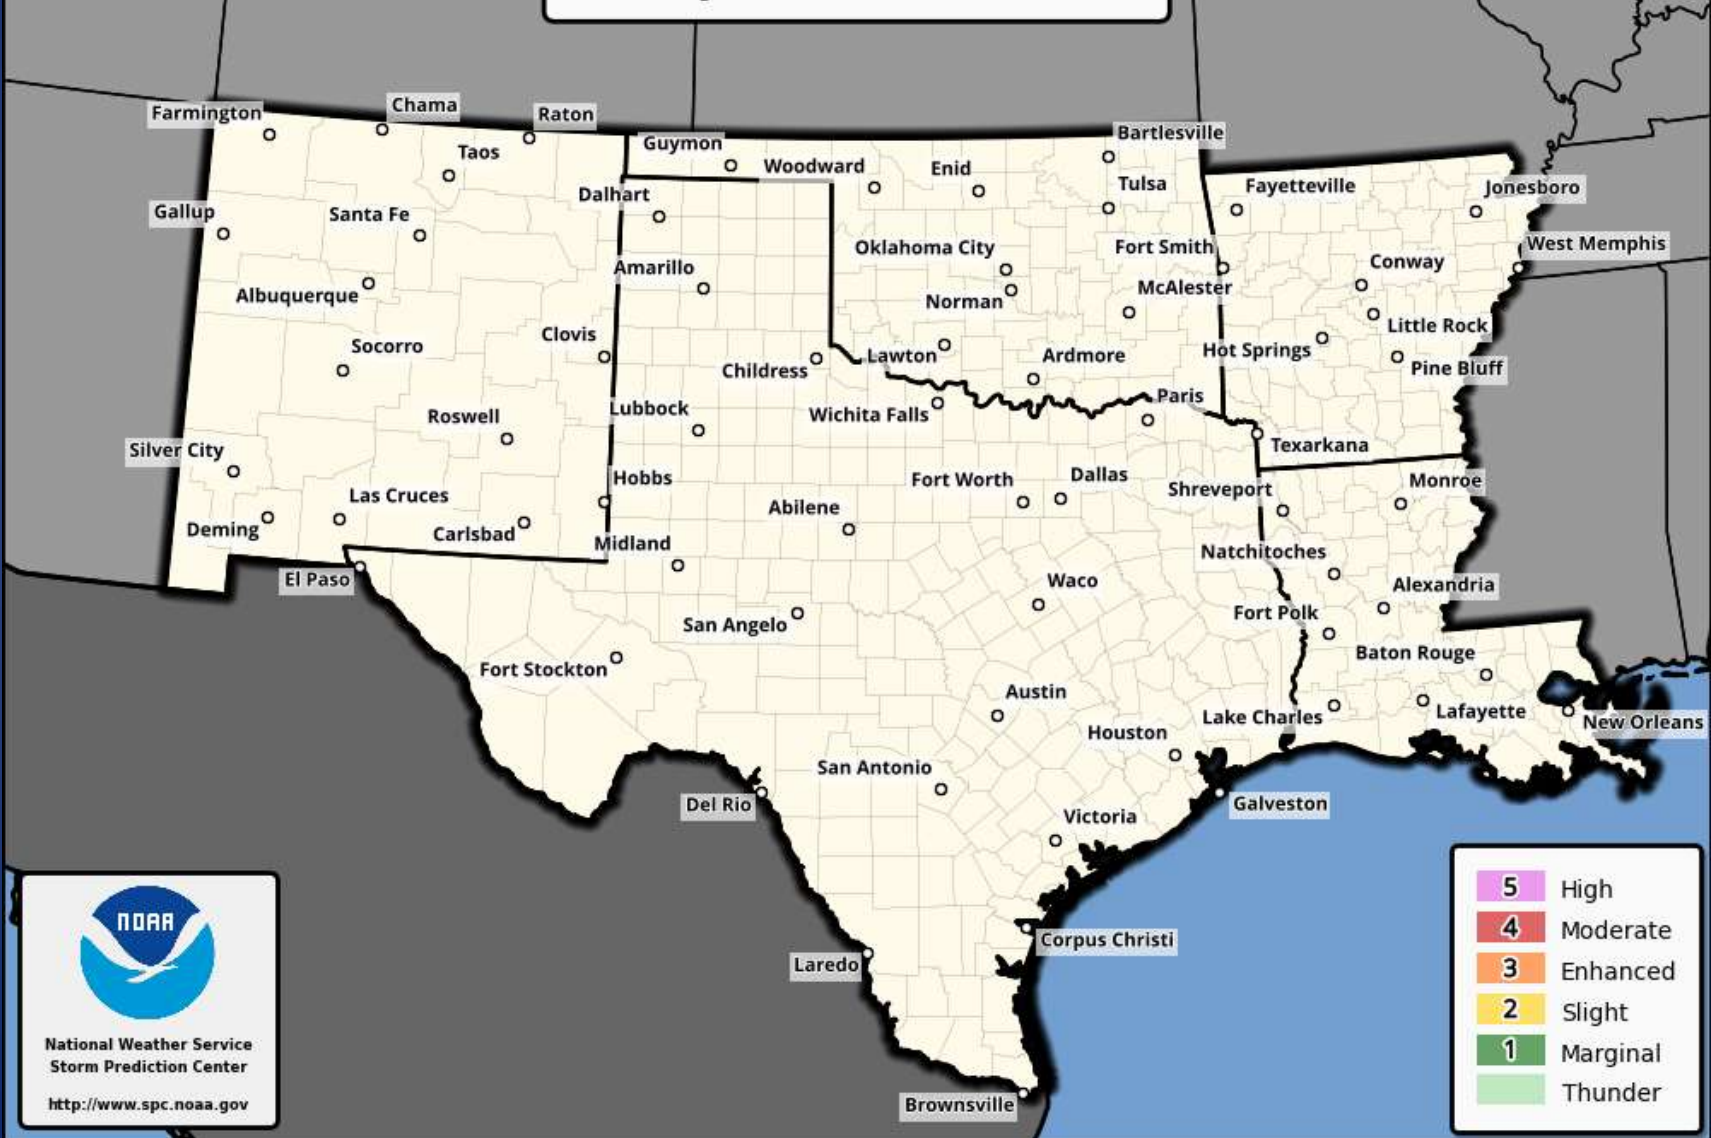 Farmington
Chama
Raton
Taos
Guymon
Woodward
Enid
Bartlesville
Tulsa
Fayetteville
Jonesboro
Gallup
Santa Fe
Dalhart
Oklahoma City
Fort Smith
West Memphis
Conway
Albuquerque
Amarillo
Norman
McAlester
Little Rock
Socorro
Clovis
Childress
Lawton
Ardmore
Hot Springs
Pine Bluff
Roswell
Lubbock
Wichita Falls
Paris
Texarkana
Silver City
Hobbs
Fort Worth
Dallas
Shreveport
Monroe
Las Cruces
Abilene
Deming
Carlsbad
Midland
Natchitoches
El Paso
Waco
Alexandria
San Angelo
Fort Polk
Fort Stockton
Baton Rouge
Austin
Lake Charles
Lafayette
New Orleans
Houston
San Antonio
Del Rio
Galveston
Victoria
Corpus Christi
Laredo
Brownsville
NOAA
National Weather Service
Storm Prediction Center
http://www.spc.noaa.gov
5 High
4 Moderate
3 Enhanced
2 Slight
1 Marginal
Thunder